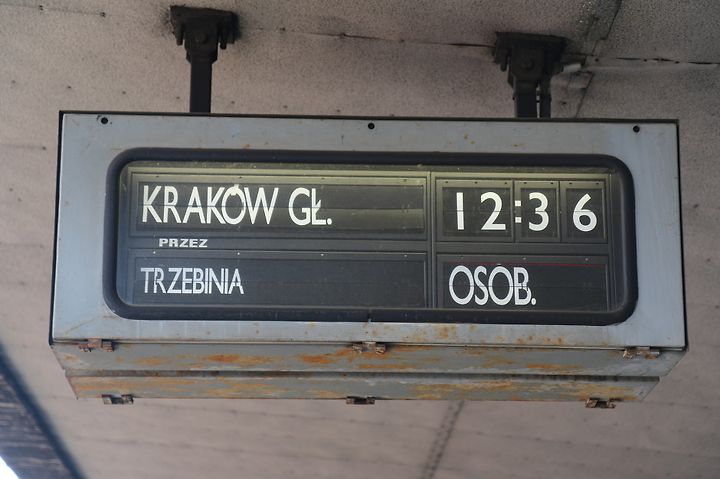 KRAKÓW GŁ. 12:36
PRZEZ
TRZEBINIA OSOB.